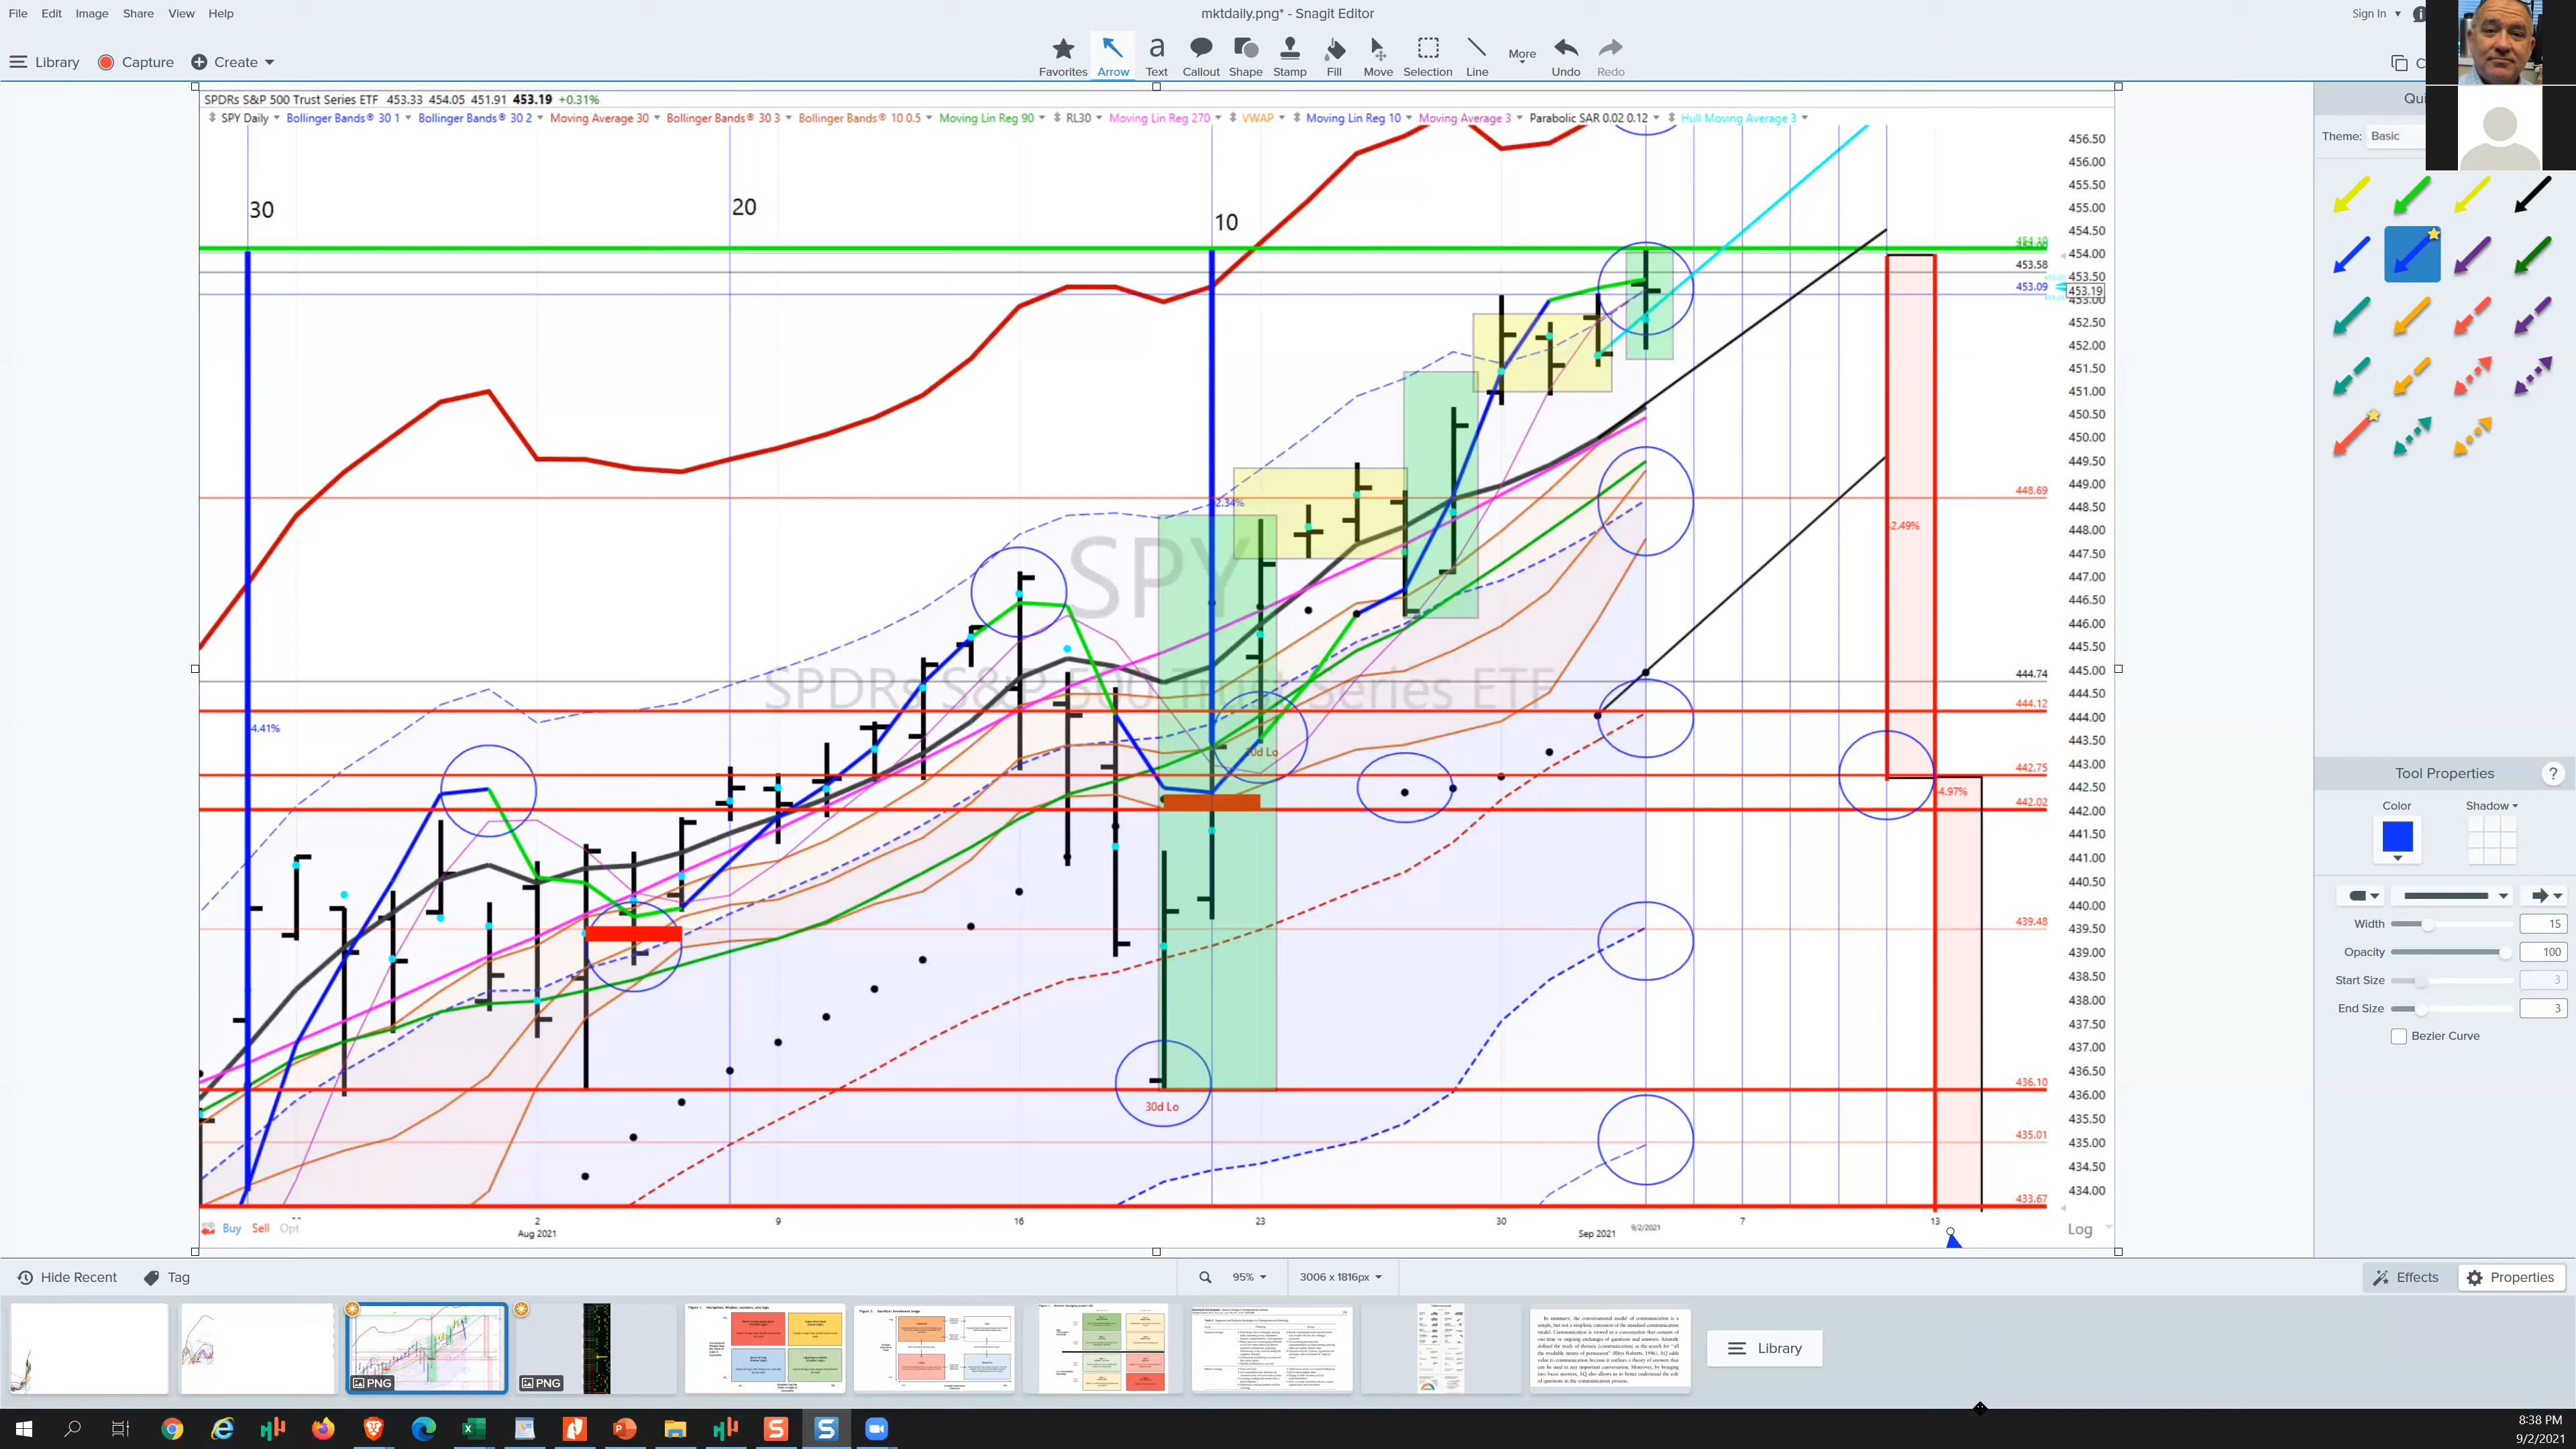 File Edit Image Share View Help
mktdaily.png* - Snagit Editor
Sign In
Library Capture Create
Favorites Arrow Text Callout Shape Stamp Fill Move Selection Line More Undo Redo
SPDRs S&P 500 Trust Series ETF 453.33 454.05 451.91 453.19 +0.31%
SPY Daily Bollinger Bands® 30 1 Bollinger Bands® 30 2 Moving Average 30 Bollinger Bands® 30 3 Bollinger Bands® 10 0.5 Moving Lin Reg 90 RL30 Moving Lin Reg 270 VWAP Moving Lin Reg 10 Moving Average 3 Parabolic SAR 0.02 0.12 Hull Moving Average 3
Theme: Basic
30
20
10
456.50
456.00
455.50
455.00
454.50
454.00
453.58
453.50
453.09
453.19
453.00
452.50
452.00
451.50
451.00
450.50
450.00
449.50
449.00
448.69
448.50
448.00
447.50
447.00
446.50
446.00
445.50
445.00
444.74
444.50
444.12
444.00
443.50
443.00
442.75
442.50
442.02
442.00
441.50
441.00
440.50
440.00
439.48
439.50
439.00
438.50
438.00
437.50
437.00
436.50
436.10
436.00
435.50
435.01
435.00
434.50
434.00
433.67
2.34%
2.49%
4.41%
4.97%
SPY
SPDRs S&P 500 Trust Series ETF
30d Lo
Buy Sell Opt
2 9 16 23 30 9/2/2021 7 13
Aug 2021 Sep 2021
Log
Tool Properties ?
Color Shadow
Width 15
Opacity 100
Start Size 3
End Size 3
Bezier Curve
Hide Recent Tag
95% 3006 x 1816px
Effects Properties
PNG
PNG
Library
8:38 PM
9/2/2021